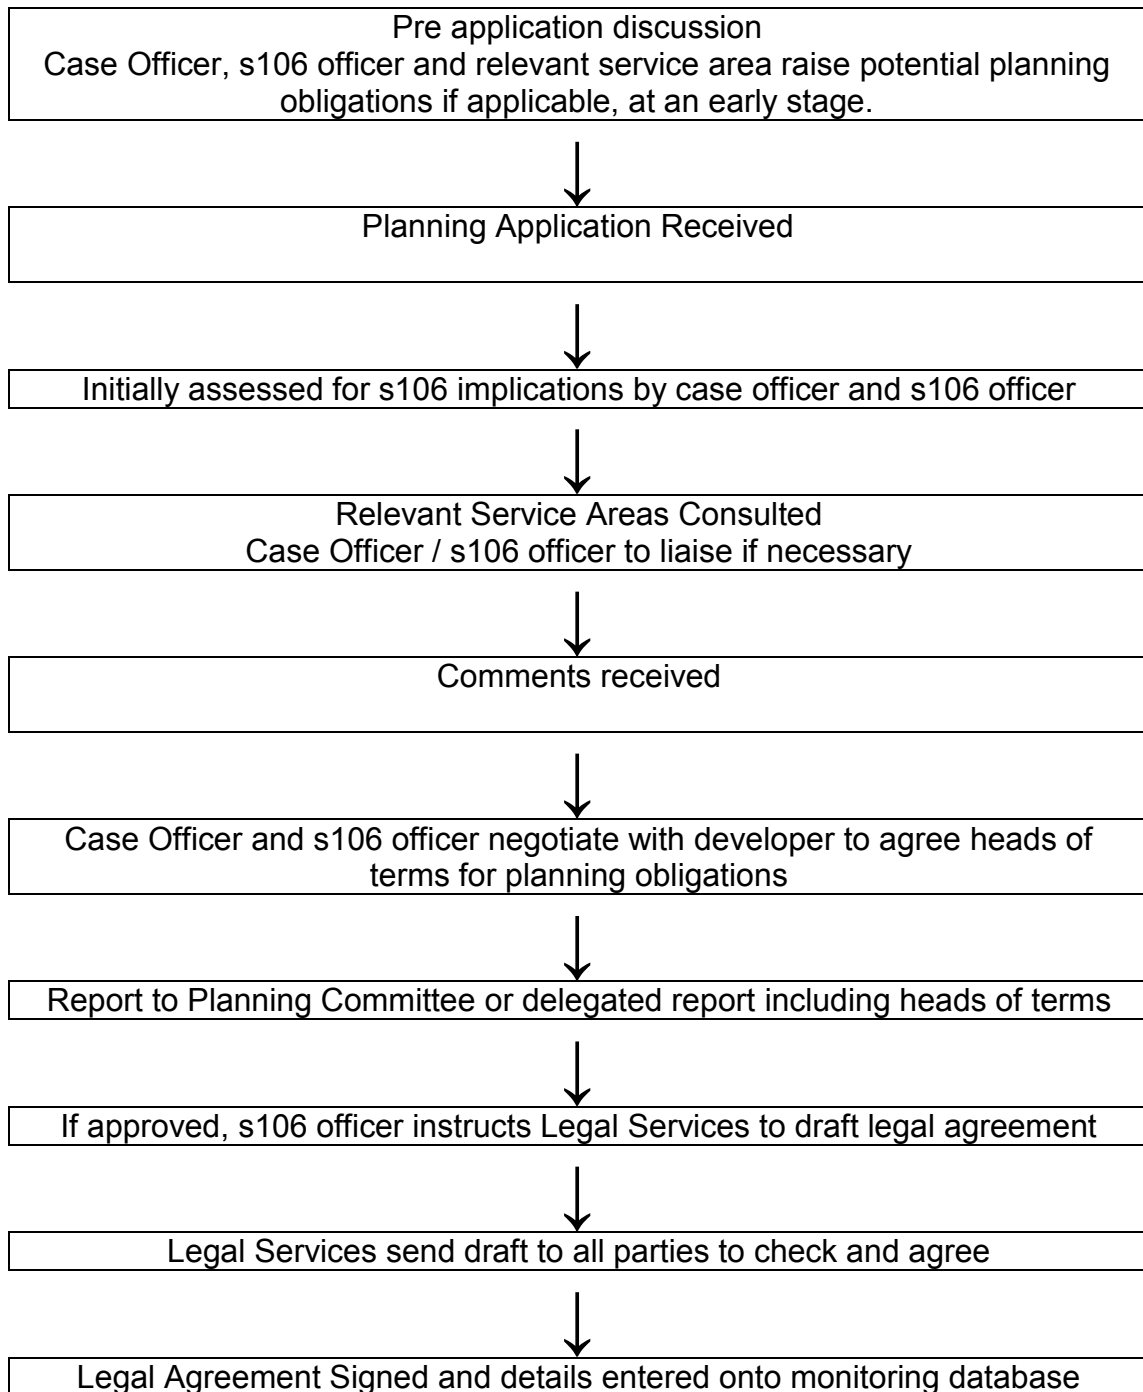 Pre application discussion
Case Officer, s106 officer and relevant service area raise potential planning
obligations if applicable, at an early stage.
Planning Application Received
Initially assessed for s106 implications by case officer and s106 officer
Relevant Service Areas Consulted
Case Officer / s106 officer to liaise if necessary
Comments received
Case Officer and s106 officer negotiate with developer to agree heads of
terms for planning obligations
Report to Planning Committee or delegated report including heads of terms
If approved, s106 officer instructs Legal Services to draft legal agreement
Legal Services send draft to all parties to check and agree
Legal Agreement Signed and details entered onto monitoring database